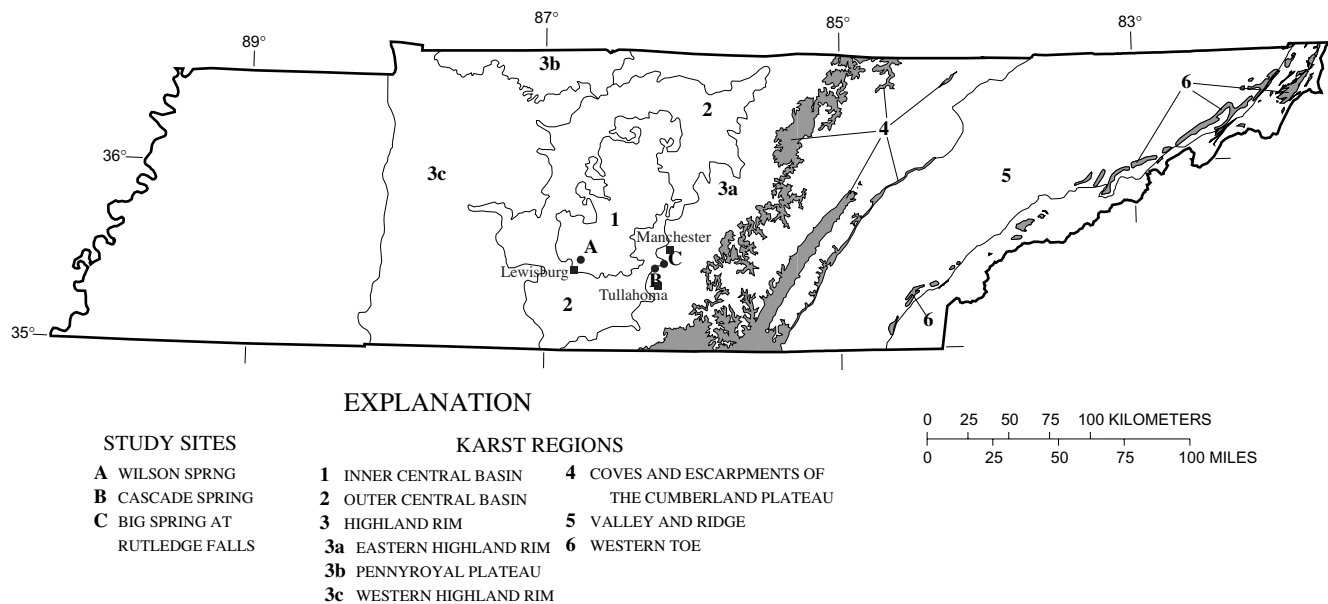 87°
85°
83°
89°
3b
6
2
4
36°
3c
3a
5
1
Manchester
A
C
Lewisburg
B
2
Tullahoma
6
35°
EXPLANATION
STUDY SITES
A WILSON SPRNG
B CASCADE SPRING
C BIG SPRING AT
RUTLEDGE FALLS
KARST REGIONS
1 INNER CENTRAL BASIN
2 OUTER CENTRAL BASIN
3 HIGHLAND RIM
3a EASTERN HIGHLAND RIM
3b PENNYROYAL PLATEAU
3c WESTERN HIGHLAND RIM
4 COVES AND ESCARPMENTS OF
THE CUMBERLAND PLATEAU
5 VALLEY AND RIDGE
6 WESTERN TOE
0 25 50 75 100 KILOMETERS
0 25 50 75 100 MILES